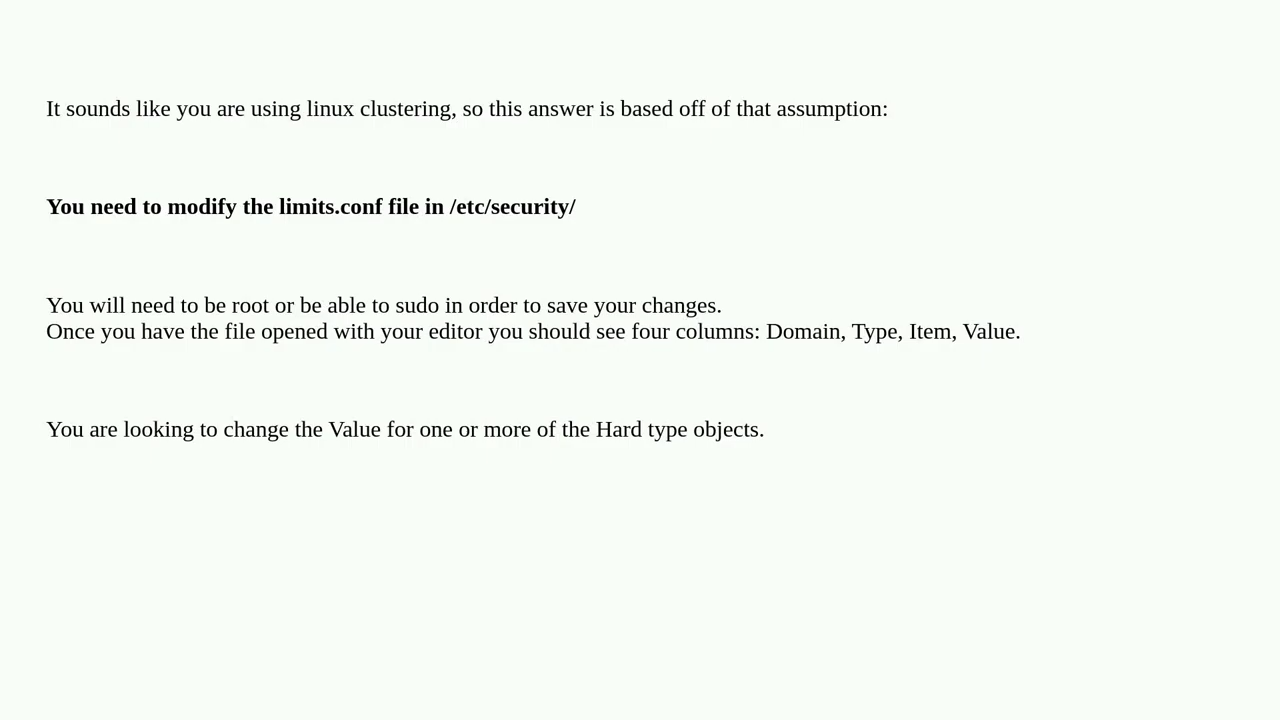 It sounds like you are using linux clustering, so this answer is based off of that assumption:
You need to modify the limits.conf file in /etc/security/
You will need to be root or be able to sudo in order to save your changes.
Once you have the file opened with your editor you should see four columns: Domain, Type, Item, Value.
You are looking to change the Value for one or more of the Hard type objects.